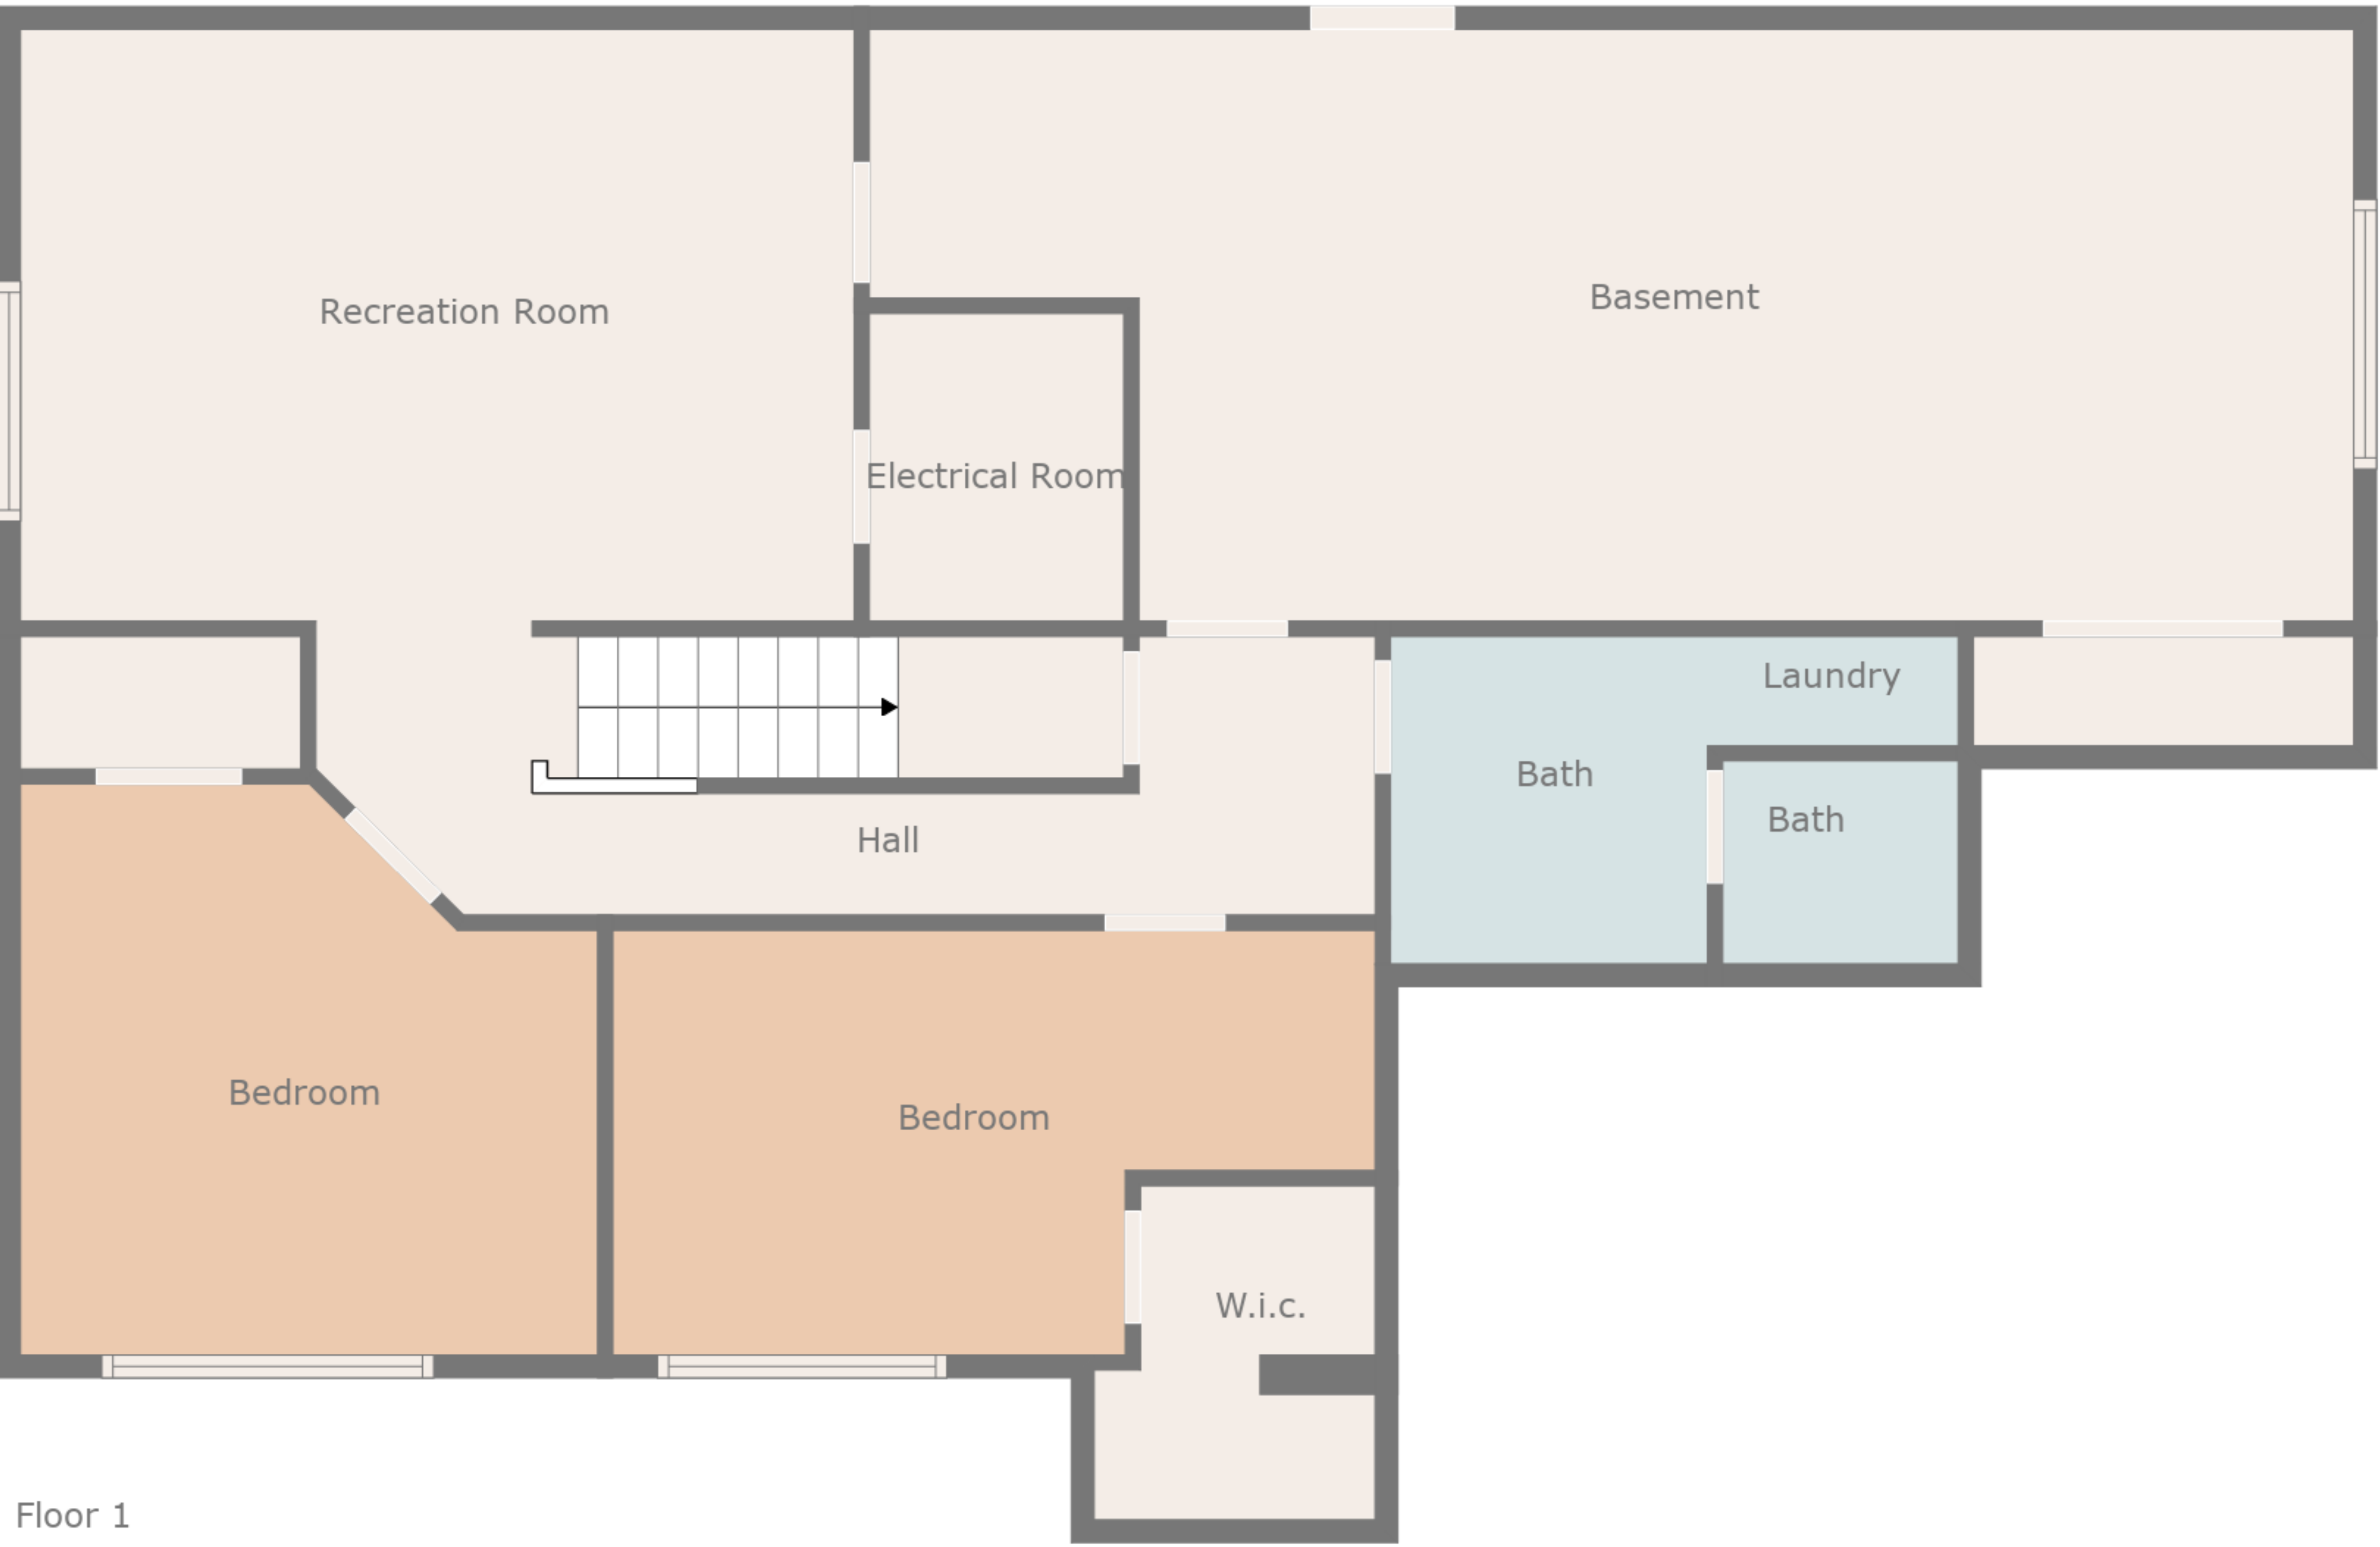 Recreation Room
Basement
Electrical Room
Laundry
Bath
Bath
Hall
Bedroom
Bedroom
W.i.c.
Floor 1